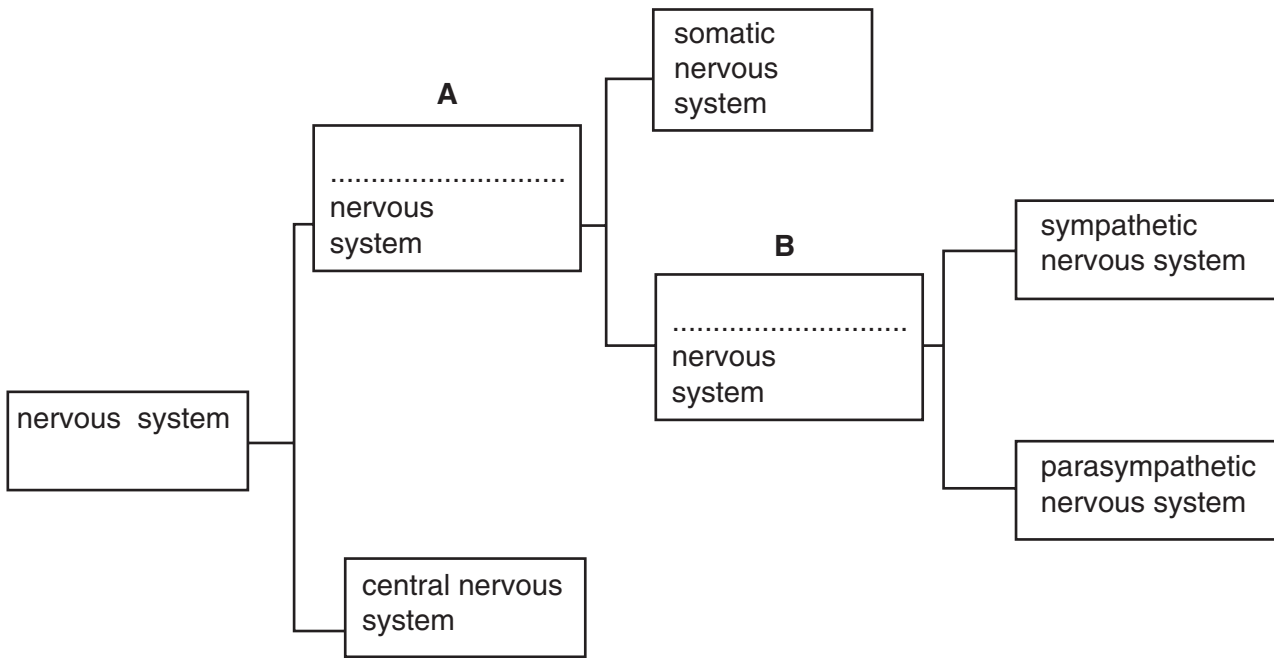 somatic
nervous
system
A
.............................
nervous
system
B
.............................
nervous
system
sympathetic
nervous system
nervous system
parasympathetic
nervous system
central nervous
system